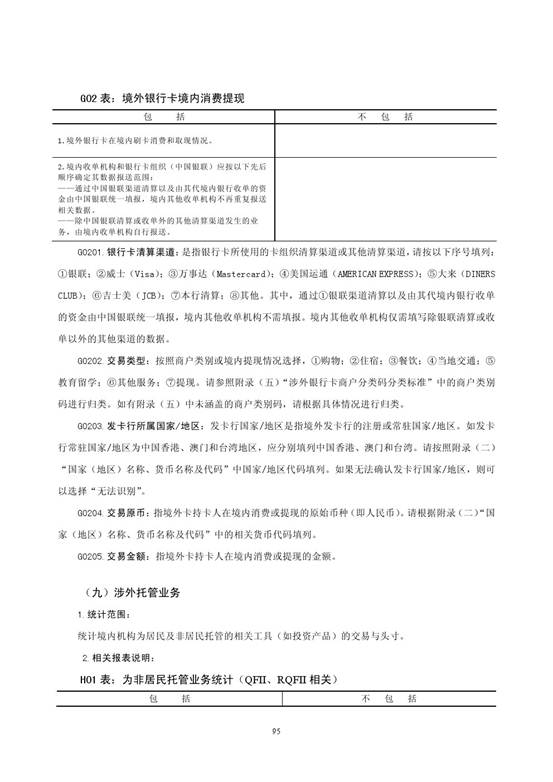 G02 表：境外银行卡境内消费提现
包 括 不 包 括
1.境外银行卡在境内刷卡消费和取现情况。
2.境内收单机构和银行卡组织（中国银联）应按以下先后
顺序确定其数据报送范围：
——通过中国银联渠道清算以及由其代境内银行收单的资
金由中国银联统一填报，境内其他收单机构不再重复报送
相关数据。
——除中国银联清算或收单外的其他清算渠道发生的业
务，由境内收单机构自行报送。
G0201.银行卡清算渠道：是指银行卡所使用的卡组织清算渠道或其他清算渠道，请按以下序号填列：
①银联；②威士（Visa）；③万事达（Mastercard）；④美国运通（AMERICAN EXPRESS）；⑤大来（DINERS
CLUB）；⑥吉士美（JCB）；⑦本行清算；⑧其他。其中，通过①银联渠道清算以及由其代境内银行收单
的资金由中国银联统一填报，境内其他收单机构不需填报。境内其他收单机构仅需填写除银联清算或收
单以外的其他渠道的数据。
G0202.交易类型：按照商户类别或境内提现情况选择，①购物；②住宿；③餐饮；④当地交通；⑤
教育留学；⑥其他服务；⑦提现。请参照附录（五）“涉外银行卡商户分类码分类标准”中的商户类别
码进行归类。如有附录（五）中未涵盖的商户类别码，请根据具体情况进行归类。
G0203.发卡行所属国家/地区：发卡行国家/地区是指境外发卡行的注册或常驻国家/地区。如发卡
行常驻国家/地区为中国香港、澳门和台湾地区，应分别填列中国香港、澳门和台湾。请按照附录（二）
“国家（地区）名称、货币名称及代码”中国家/地区代码填列。如果无法确认发卡行国家/地区，则可
以选择“无法识别”。
G0204.交易原币：指境外卡持卡人在境内消费或提现的原始币种（即人民币）。请根据附录（二）“国
家（地区）名称、货币名称及代码”中的相关货币代码填列。
G0205.交易金额：指境外卡持卡人在境内消费或提现的金额。
（九）涉外托管业务
1.统计范围：
统计境内机构为居民及非居民托管的相关工具（如投资产品）的交易与头寸。
2.相关报表说明：
H01 表：为非居民托管业务统计（QFII、RQFII 相关）
包 括 不 包 括
95